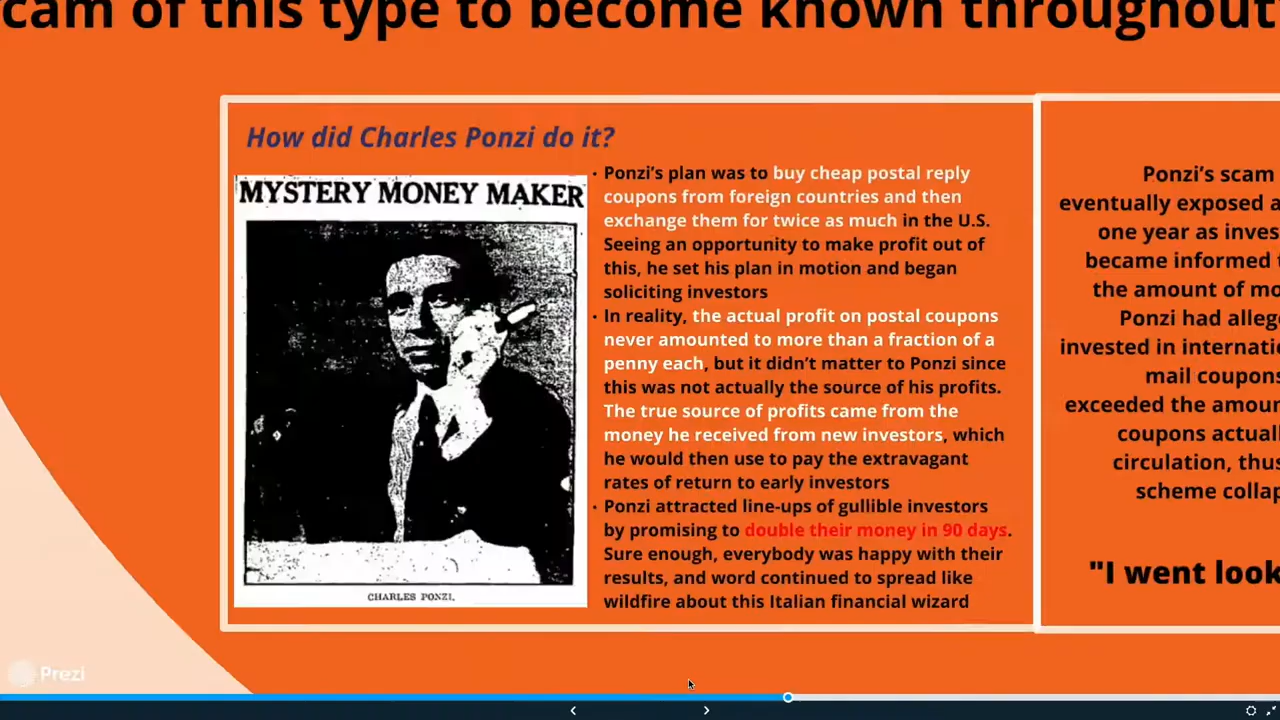 cam of this type to become known throughout
How did Charles Ponzi do it?
MYSTERY MONEY MAKER
CHARLES PONZI.
· Ponzi’s plan was to buy cheap postal reply
coupons from foreign countries and then
exchange them for twice as much in the U.S.
Seeing an opportunity to make profit out of
this, he set his plan in motion and began
soliciting investors
· In reality, the actual profit on postal coupons
never amounted to more than a fraction of a
penny each, but it didn’t matter to Ponzi since
this was not actually the source of his profits.
The true source of profits came from the
money he received from new investors, which
he would then use to pay the extravagant
rates of return to early investors
· Ponzi attracted line-ups of gullible investors
by promising to double their money in 90 days.
Sure enough, everybody was happy with their
results, and word continued to spread like
wildfire about this Italian financial wizard
Ponzi’s scam
eventually exposed a
one year as inves
became informed
the amount of mo
Ponzi had alleg
invested in internati
mail coupons
exceeded the amoun
coupons actuall
circulation, thus
scheme collap
"I went look
Prezi